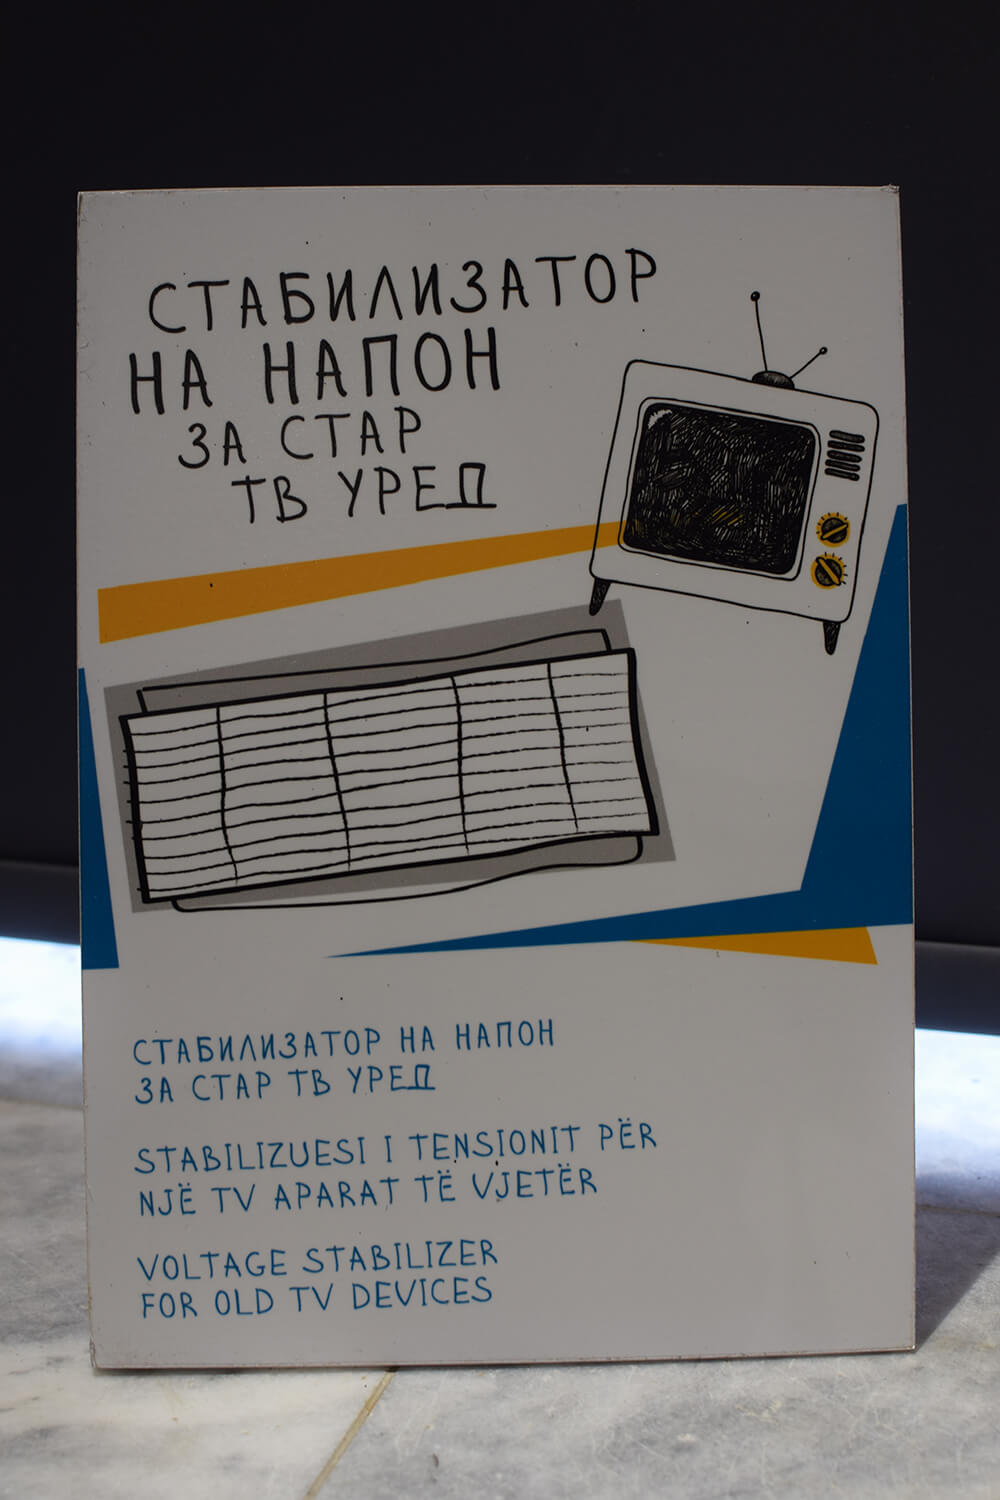 СТАБИЛИЗАТОР
НА НАПОН
ЗА СТАР
ТВ УРЕД
СТАБИЛИЗАТОР НА НАПОН
ЗА СТАР ТВ УРЕД
STABILIZUESI I TENSIONIT PËR
NJË TV APARAT TË VJETËR
VOLTAGE STABILIZER
FOR OLD TV DEVICES